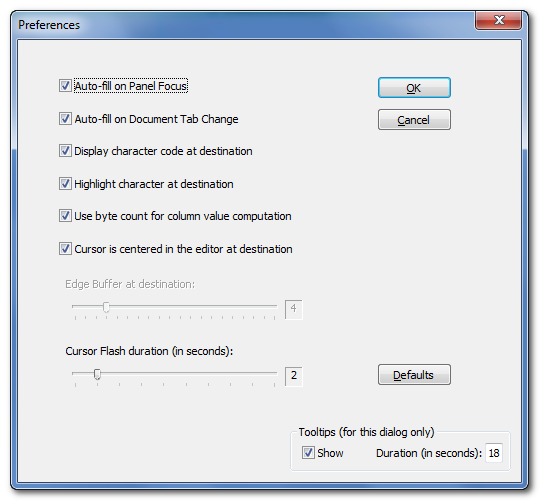 Preferences
Auto-fill on Panel Focus
OK
Auto-fill on Document Tab Change
Cancel
Display character code at destination
Highlight character at destination
Use byte count for column value computation
Cursor is centered in the editor at destination
Edge Buffer at destination:
4
Cursor Flash duration (in seconds):
2
Defaults
Tooltips (for this dialog only)
Show Duration (in seconds): 18